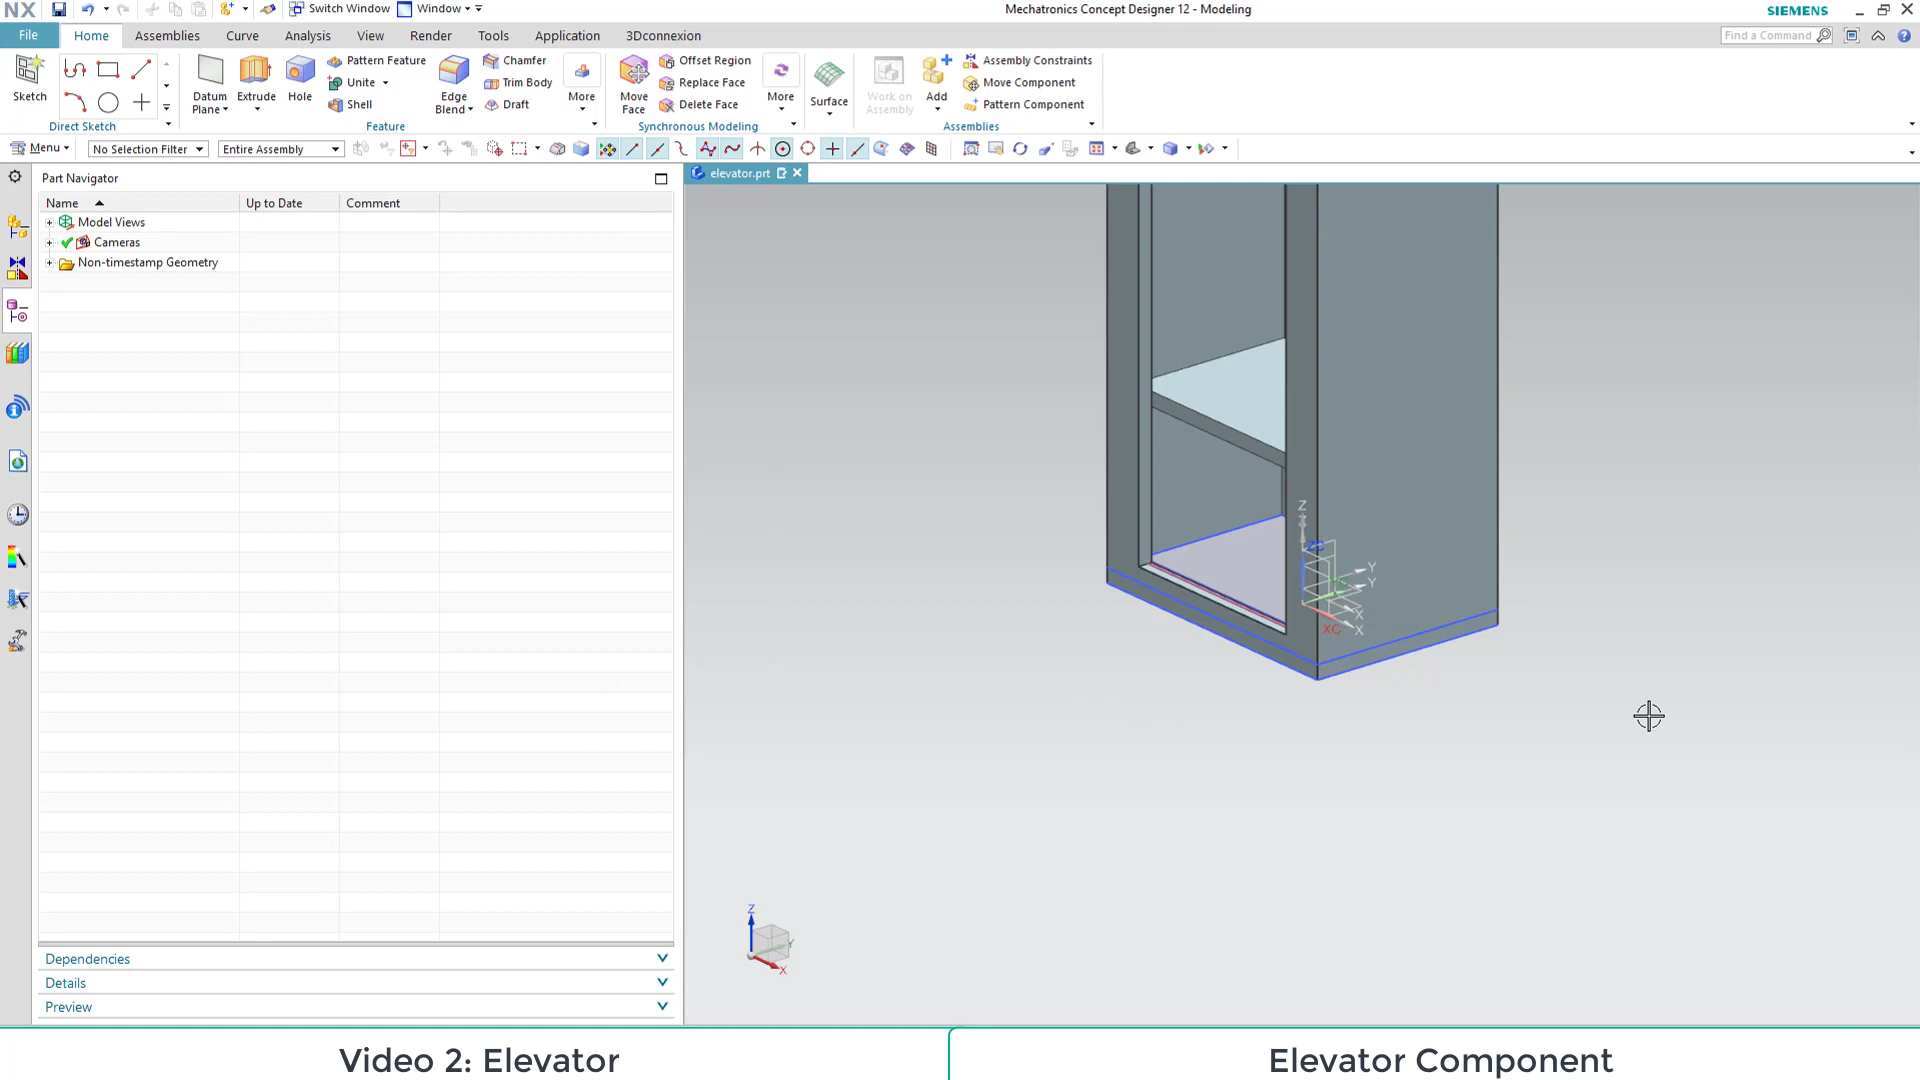 NX
Switch Window
Window
Mechatronics Concept Designer 12 - Modeling
SIEMENS
File
Home
Assemblies
Curve
Analysis
View
Render
Tools
Application
3Dconnexion
Find a Command
Sketch
Direct Sketch
Datum Plane
Extrude
Hole
Pattern Feature
Unite
Shell
Edge Blend
Chamfer
Trim Body
Draft
More
Feature
Move Face
Offset Region
Replace Face
Delete Face
More
Synchronous Modeling
Surface
Work on Assembly
Add
Assembly Constraints
Move Component
Pattern Component
Assemblies
Menu
No Selection Filter
Entire Assembly
Part Navigator
elevator.prt
Name
Up to Date
Comment
Model Views
Cameras
Non-timestamp Geometry
Z
Y
Y
X
XC
X
Z
Y
X
Dependencies
Details
Preview
Video 2: Elevator
Elevator Component